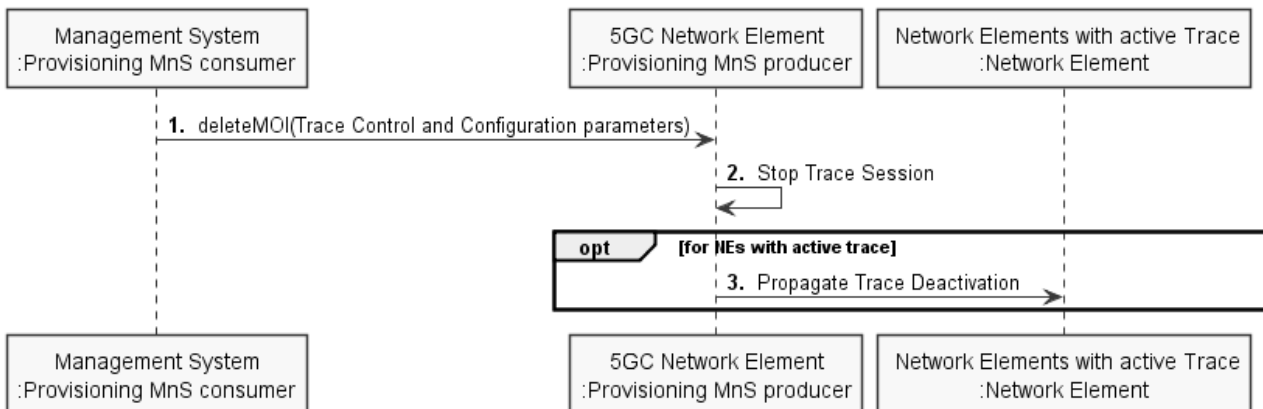 Management System
:Provisioning MnS consumer
5GC Network Element
:Provisioning MnS producer
Network Elements with active Trace
:Network Element
1. deleteMOI(Trace Control and Configuration parameters)
2. Stop Trace Session
opt [for NEs with active trace]
3. Propagate Trace Deactivation
Management System
:Provisioning MnS consumer
5GC Network Element
:Provisioning MnS producer
Network Elements with active Trace
:Network Element